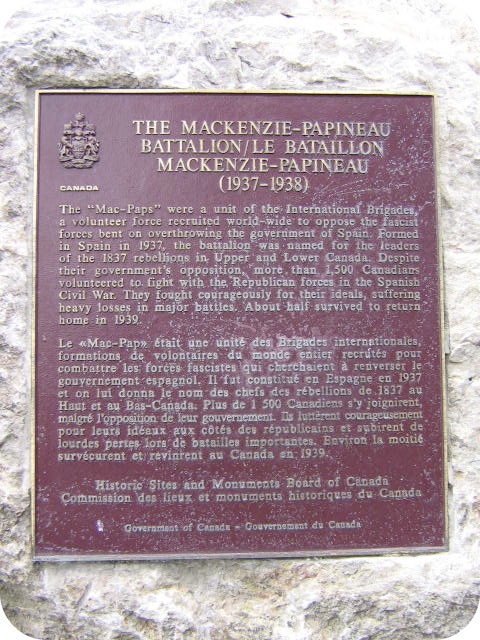 CANADA
THE MACKENZIE-PAPINEAU
BATTALION/LE BATAILLON
MACKENZIE-PAPINEAU
(1937-1938)
The "Mac-Paps" were a unit of the International Brigades,
a volunteer force recruited world-wide to oppose the fascist
forces bent on overthrowing the government of Spain. Formed
in Spain in 1937, the battalion was named for the leaders
of the 1837 rebellions in Upper and Lower Canada. Despite
their government's opposition, more than 1,500 Canadians
volunteered to fight with the Republican forces in the Spanish
Civil War. They fought courageously for their ideals, suffering
heavy losses in major battles. About half survived to return
home in 1939.
Le «Mac-Pap» était une unité des Brigades internationales,
formations de volontaires du monde entier recrutés pour
combattre les forces fascistes qui cherchaient à renverser le
gouvernement espagnol. Il fut constitué en Espagne en 1937
et on lui donna le nom des chefs des rébellions de 1837 au
Haut et au Bas-Canada. Plus de 1 500 Canadiens s'y joignirent,
malgré l'opposition de leur gouvernement. Ils luttèrent courageusement
pour leurs idéaux aux côtés des républicains et subirent de
lourdes pertes lors de batailles importantes. Environ la moitié
survécurent et revinrent au Canada en 1939.
Historic Sites and Monuments Board of Canada
Commission des lieux et monuments historiques du Canada
Government of Canada - Gouvernement du Canada